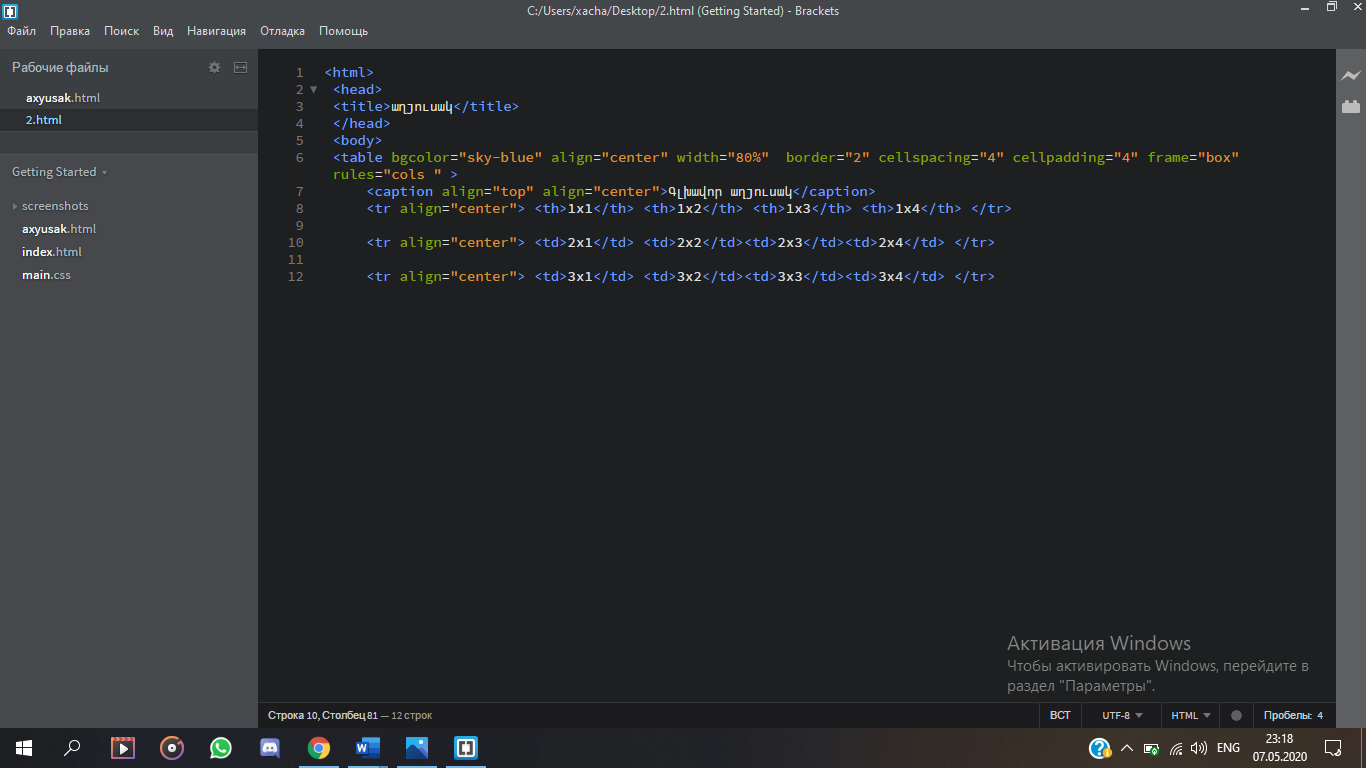 C:/Users/xacha/Desktop/2.html (Getting Started) - Brackets
Файл Правка Поиск Вид Навигация Отладка Помощь
Рабочие файлы
axyusak.html
2.html
Getting Started
screenshots
axyusak.html
index.html
main.css
1 <html>
2 <head>
3 <title>աղյուսակ</title>
4 </head>
5 <body>
6 <table bgcolor="sky-blue" align="center" width="80%"  border="2" cellspacing="4" cellpadding="4" frame="box"
rules="cols " >
7 <caption align="top" align="center">Գլխավոր աղյուսակ</caption>
8 <tr align="center"> <th>1x1</th> <th>1x2</th> <th>1x3</th> <th>1x4</th> </tr>
9
10 <tr align="center"> <td>2x1</td> <td>2x2</td><td>2x3</td><td>2x4</td> </tr>
11
12 <tr align="center"> <td>3x1</td> <td>3x2</td><td>3x3</td><td>3x4</td> </tr>
Активация Windows
Чтобы активировать Windows, перейдите в
раздел "Параметры".
Строка 10, Столбец 81 — 12 строк ВСТ UTF-8 HTML Пробелы: 4
ENG 23:18
07.05.2020